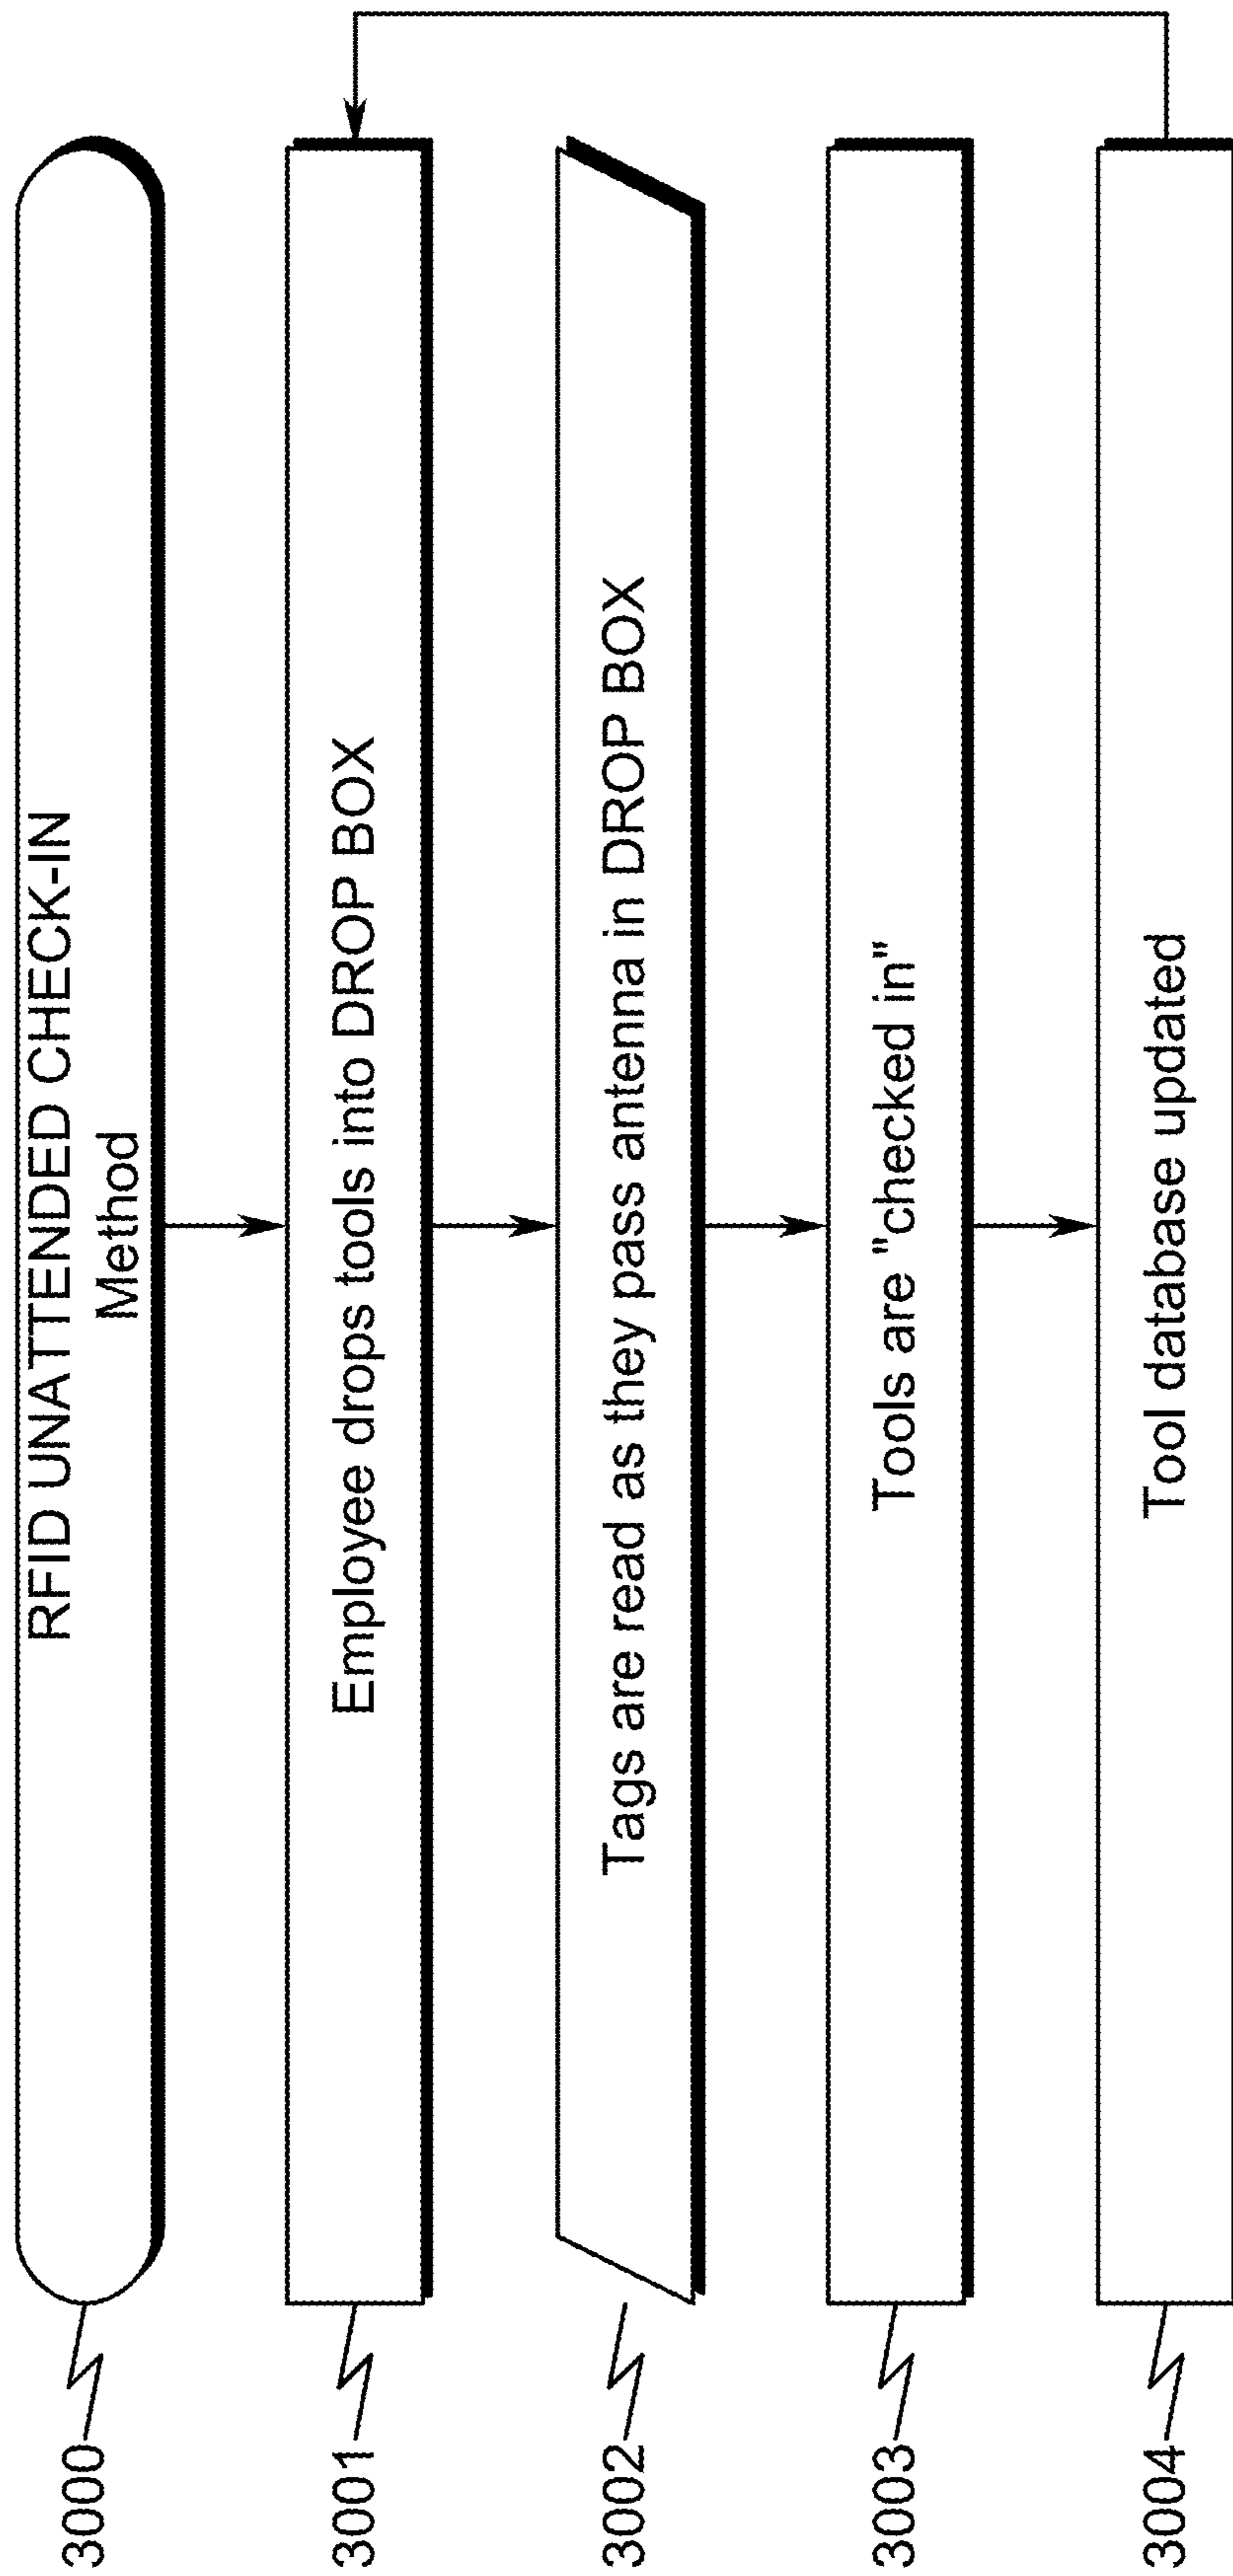 3000
RFID UNATTENDED CHECK-IN
Method
3001
Employee drops tools into DROP BOX
3002
Tags are read as they pass antenna in DROP BOX
3003
Tools are "checked in"
3004
Tool database updated